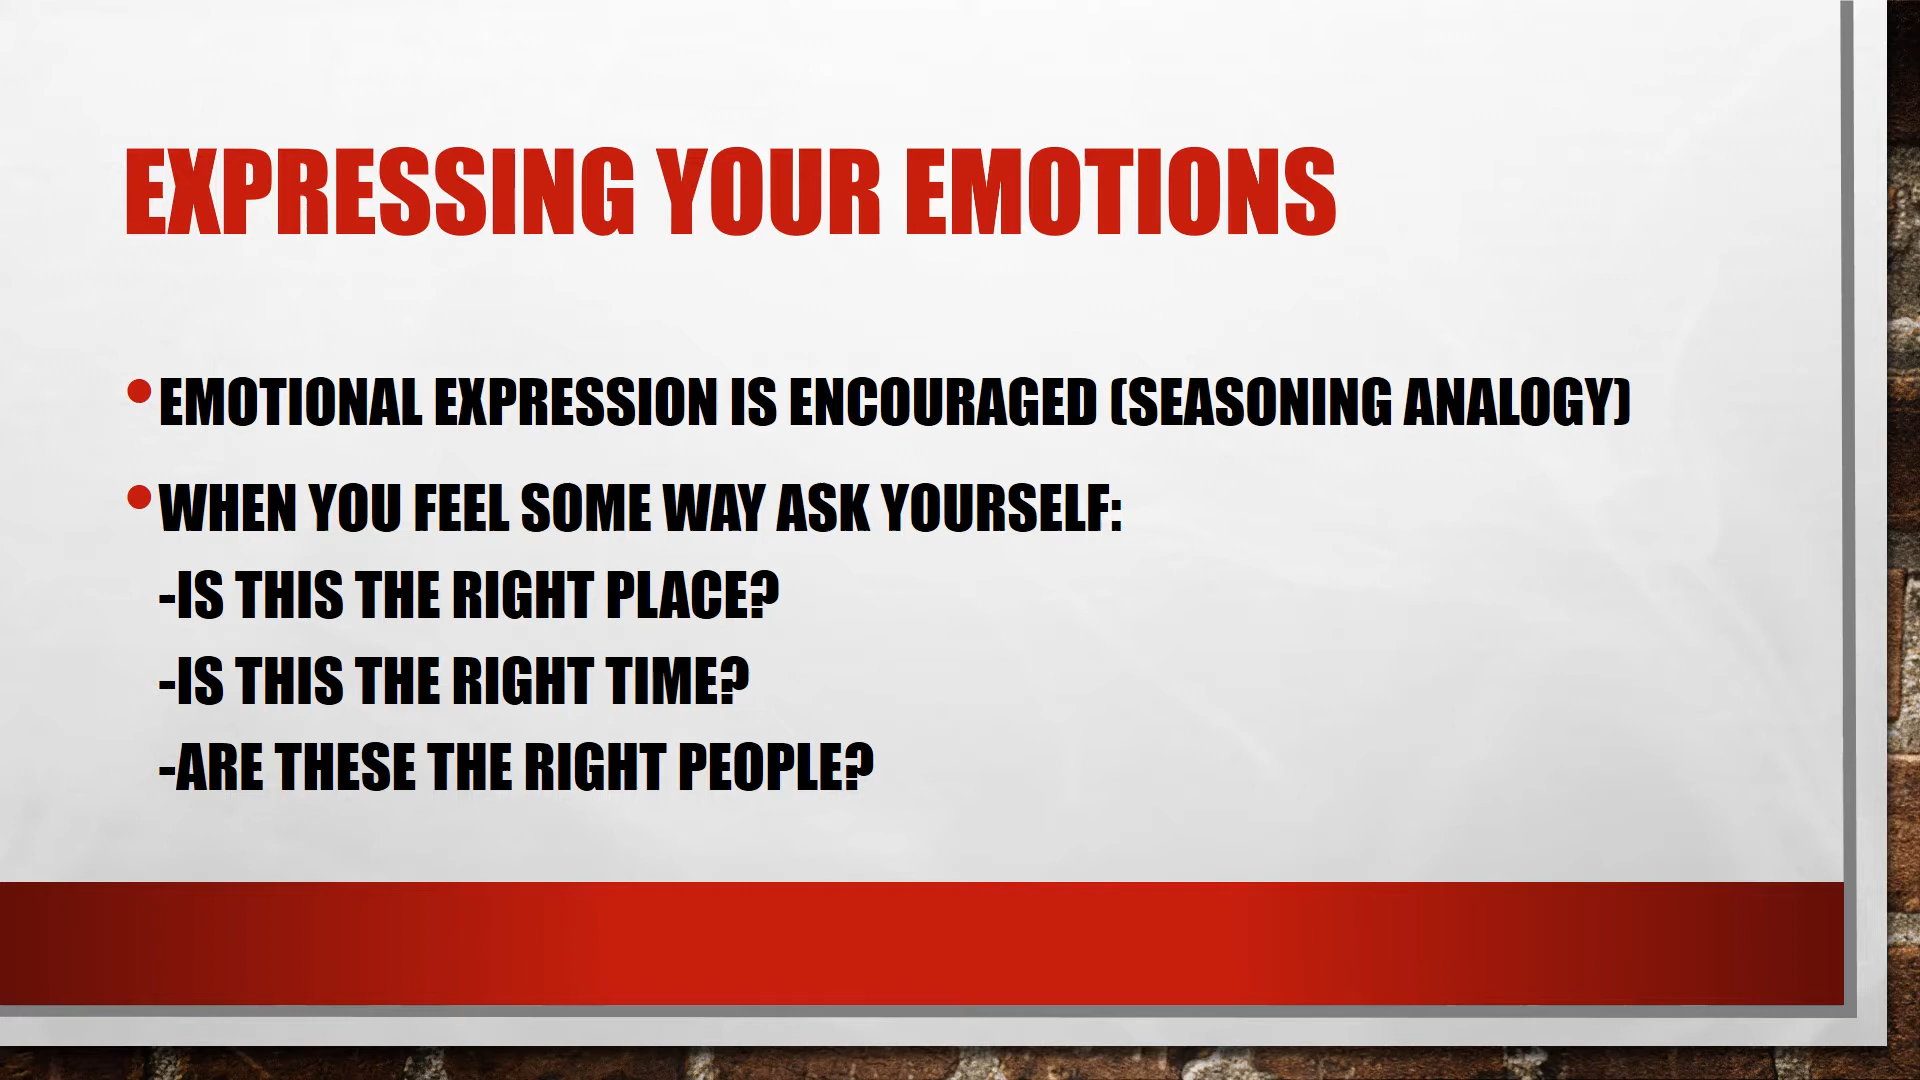 EXPRESSING YOUR EMOTIONS
•EMOTIONAL EXPRESSION IS ENCOURAGED (SEASONING ANALOGY)
•WHEN YOU FEEL SOME WAY ASK YOURSELF:
-IS THIS THE RIGHT PLACE?
-IS THIS THE RIGHT TIME?
-ARE THESE THE RIGHT PEOPLE?